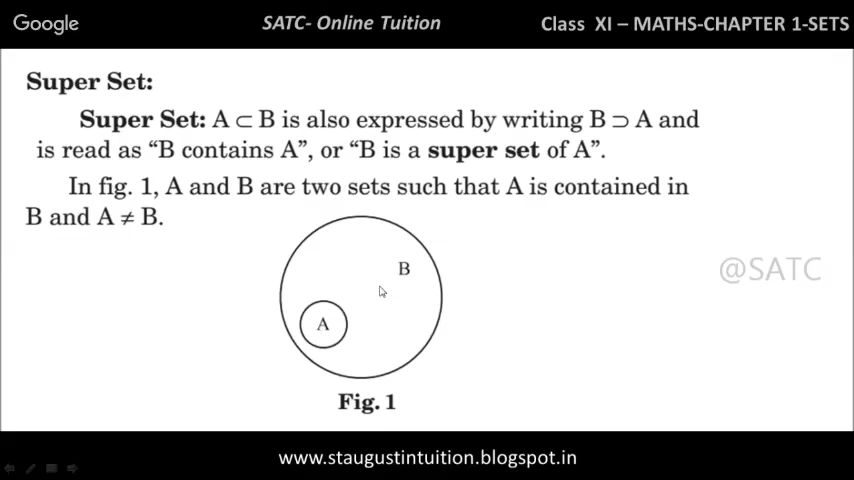 Google
SATC- Online Tuition
Class XI – MATHS-CHAPTER 1-SETS
Super Set:
Super Set: A ⊂ B is also expressed by writing B ⊃ A and
is read as “B contains A”, or “B is a super set of A”.
In fig. 1, A and B are two sets such that A is contained in
B and A ≠ B.
B
@SATC
A
Fig. 1
www.staugustintuition.blogspot.in